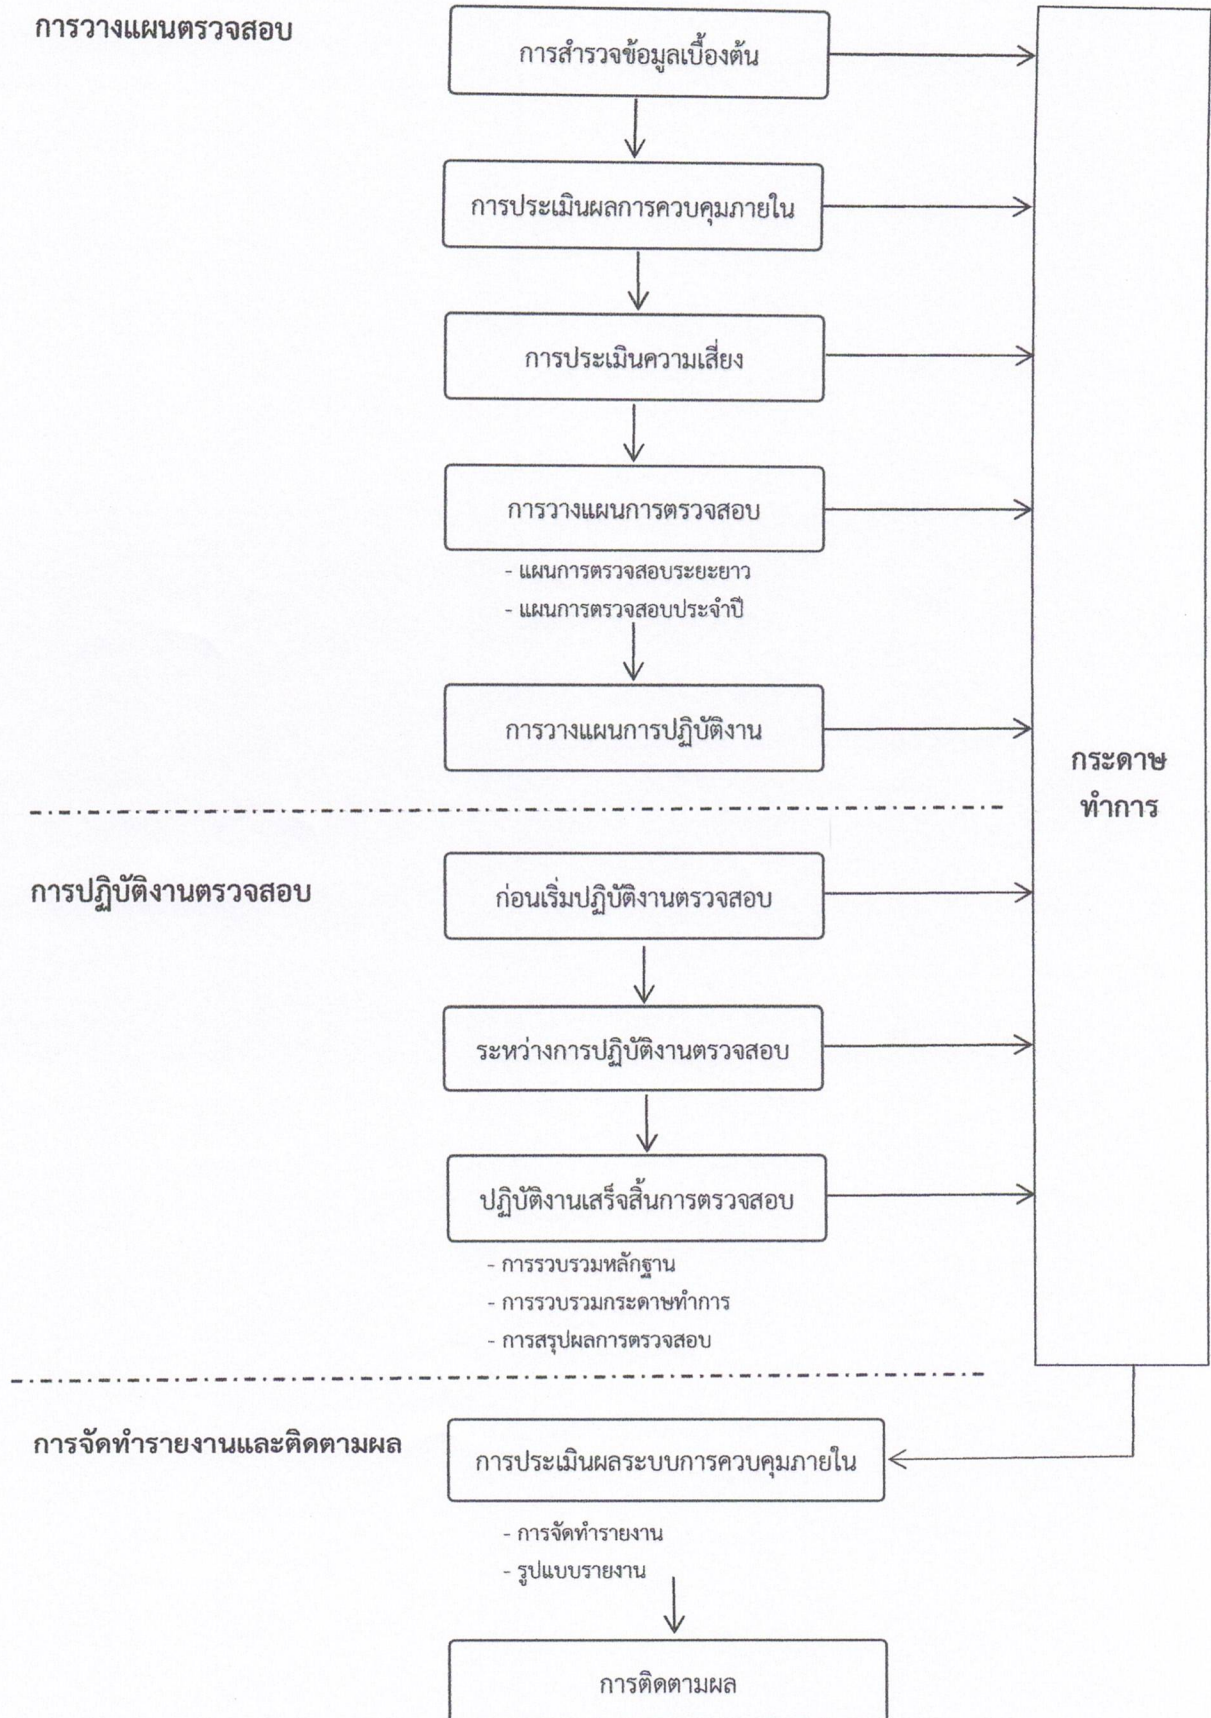 การวางแผนตรวจสอบ
การสำรวจข้อมูลเบื้องต้น
การประเมินผลการควบคุมภายใน
การประเมินความเสี่ยง
การวางแผนการตรวจสอบ
- แผนการตรวจสอบระยะยาว
- แผนการตรวจสอบประจำปี
การวางแผนการปฏิบัติงาน
กระดาษ
ทำการ
การปฏิบัติงานตรวจสอบ
ก่อนเริ่มปฏิบัติงานตรวจสอบ
ระหว่างการปฏิบัติงานตรวจสอบ
ปฏิบัติงานเสร็จสิ้นการตรวจสอบ
- การรวบรวมหลักฐาน
- การรวบรวมกระดาษทำการ
- การสรุปผลการตรวจสอบ
การจัดทำรายงานและติดตามผล
การประเมินผลระบบการควบคุมภายใน
- การจัดทำรายงาน
- รูปแบบรายงาน
การติดตามผล